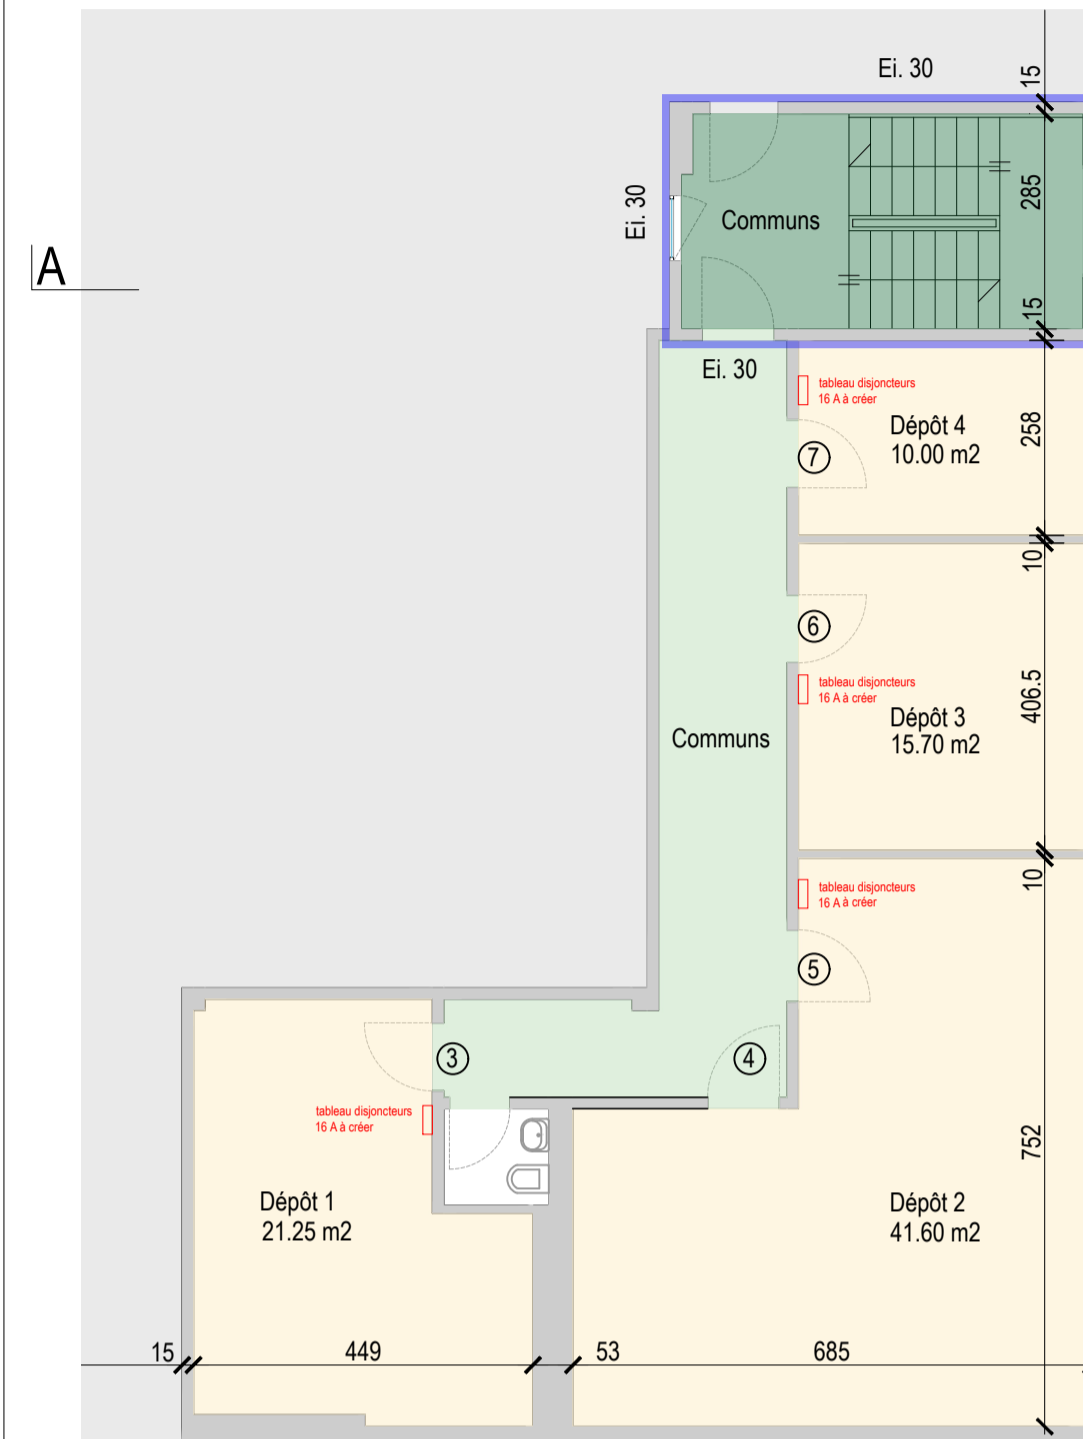 Ei. 30
15
A
Ei. 30
Communs
285
15
Ei. 30
tableau disjoncteurs
16 A à créer
Dépôt 4
10.00 m2
258
7
10
6
tableau disjoncteurs
16 A à créer
Dépôt 3
15.70 m2
406.5
Communs
10
tableau disjoncteurs
16 A à créer
5
3
4
tableau disjoncteurs
16 A à créer
752
Dépôt 1
21.25 m2
Dépôt 2
41.60 m2
15
449
53
685